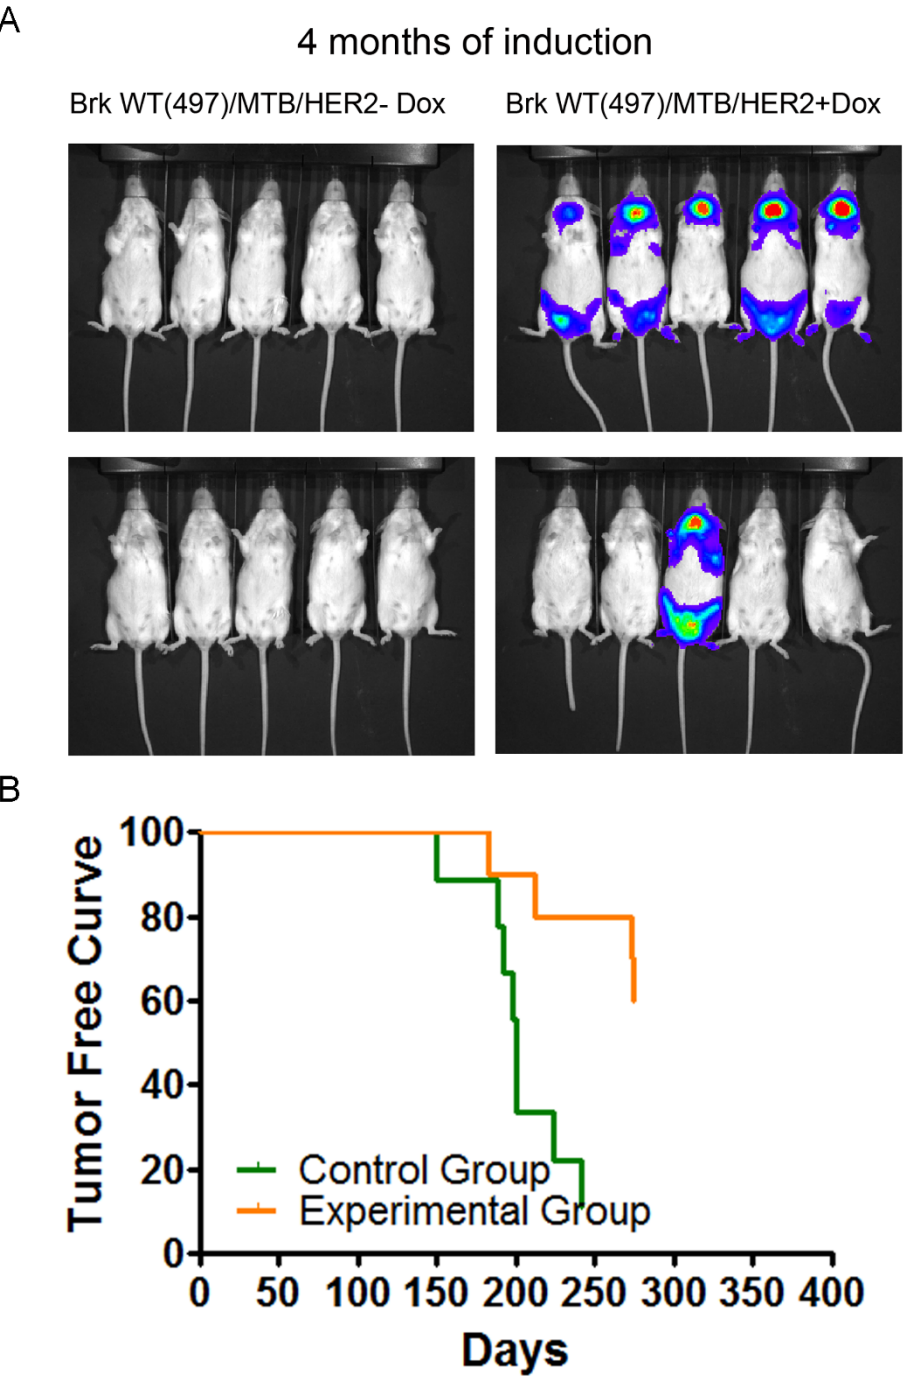 A
4 months of induction
Brk WT(497)/MTB/HER2- Dox
Brk WT(497)/MTB/HER2+Dox
B
Tumor Free Curve
100
80
60
40
20
0
Control Group
Experimental Group
0 50 100 150 200 250 300 350 400
Days